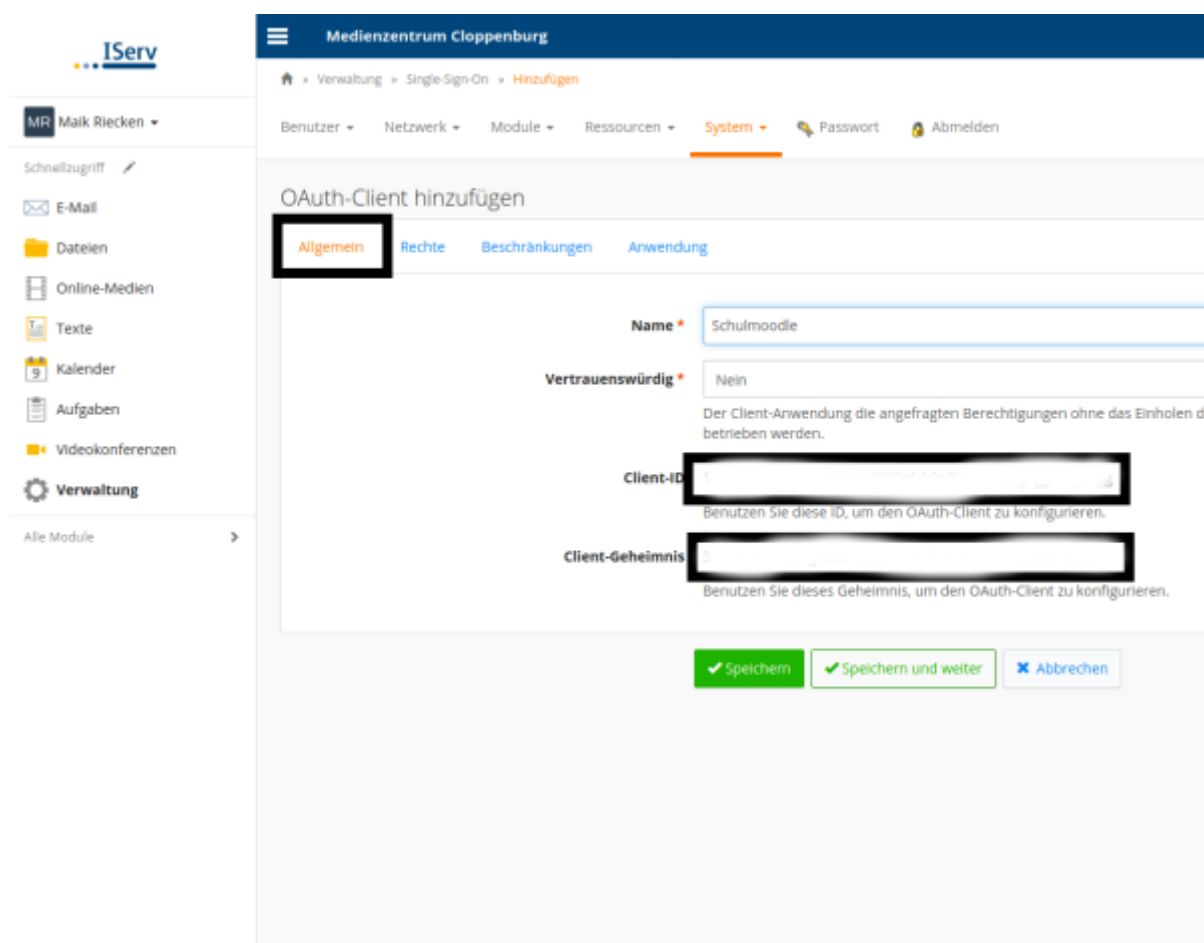 IServ
Medienzentrum Cloppenburg
» Verwaltung » Single-Sign-On » Hinzufügen
MR Maik Riecken
Benutzer Netzwerk Module Ressourcen System Passwort Abmelden
Schnellzugriff
E-Mail
Dateien
Online-Medien
Texte
9 Kalender
Aufgaben
Videokonferenzen
Verwaltung
Alle Module
OAuth-Client hinzufügen
Allgemein Rechte Beschränkungen Anwendung
Name * Schulmoodle
Vertrauenswürdig * Nein
Der Client-Anwendung die angefragten Berechtigungen ohne das Einholen d
betrieben werden.
Client-ID
Benutzen Sie diese ID, um den OAuth-Client zu konfigurieren.
Client-Geheimnis
Benutzen Sie dieses Geheimnis, um den OAuth-Client zu konfigurieren.
Speichern Speichern und weiter Abbrechen